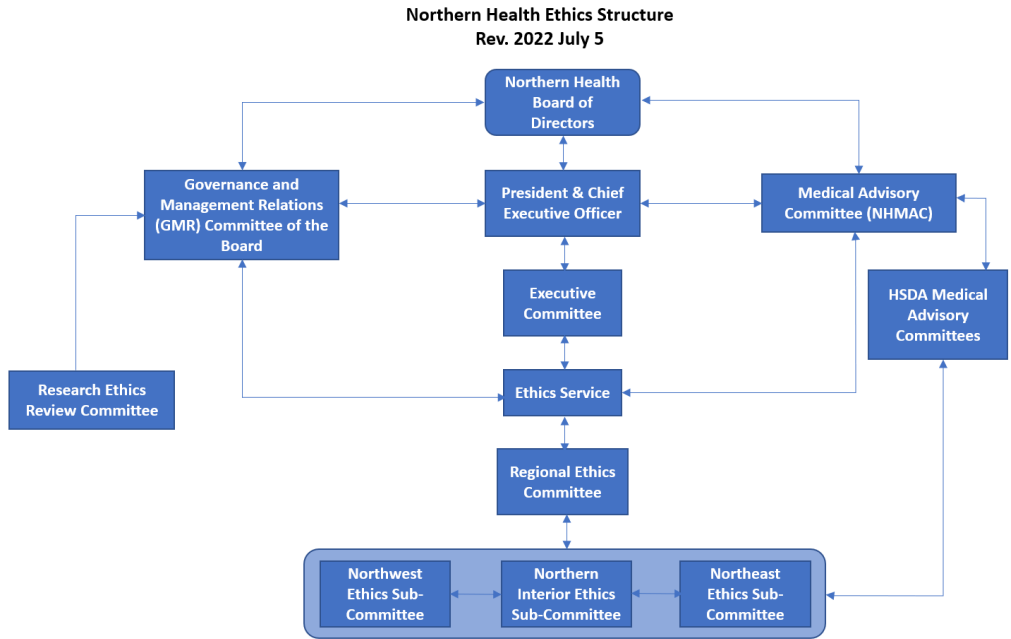 Northern Health Ethics Structure
Rev. 2022 July 5
Northern Health
Board of
Directors
Governance and
Management Relations
(GMR) Committee of the
Board
President & Chief
Executive Officer
Medical Advisory
Committee (NHMAC)
Executive
Committee
HSDA Medical
Advisory
Committees
Research Ethics
Review Committee
Ethics Service
Regional Ethics
Committee
Northwest
Ethics Sub-
Committee
Northern
Interior Ethics
Sub-Committee
Northeast
Ethics Sub-
Committee